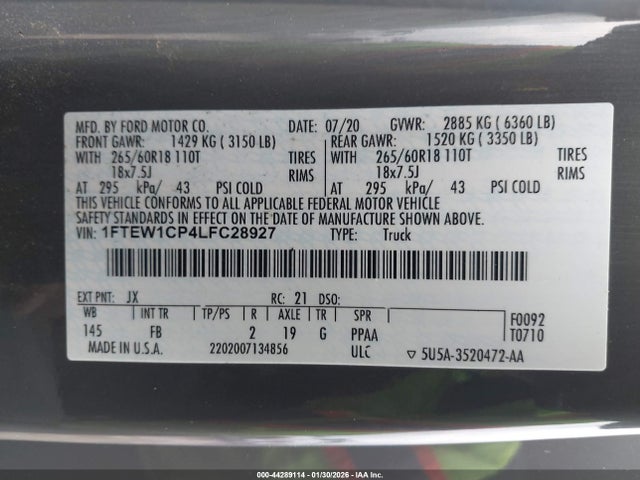 MFD. BY FORD MOTOR CO. DATE: 07/20 GVWR: 2885 KG ( 6360 LB)
FRONT GAWR: 1429 KG ( 3150 LB) REAR GAWR: 1520 KG ( 3350 LB)
WITH 265/60R18 110T TIRES WITH 265/60R18 110T TIRES
18x7.5J RIMS 18x7.5J RIMS
AT 295 kPa/ 43 PSI COLD AT 295 kPa/ 43 PSI COLD
THIS VEHICLE CONFORMS TO ALL APPLICABLE FEDERAL MOTOR VEHICLE
SAFETY STANDARDS IN EFFECT ON THE DATE OF MANUFACTURE SHOWN ABOVE.
VIN: 1FTEW1CP4LFC28927 TYPE: Truck
EXT PNT: JX RC: 21 DSO:
WB INT TR TP/PS R AXLE TR SPR F0092
145 FB 2 19 G PPAA T0710
MADE IN U.S.A. 2202007134856 ULC ▽ 5U5A-3520472-AA
000-44289114 - 01/30/2026 - IAA Inc.